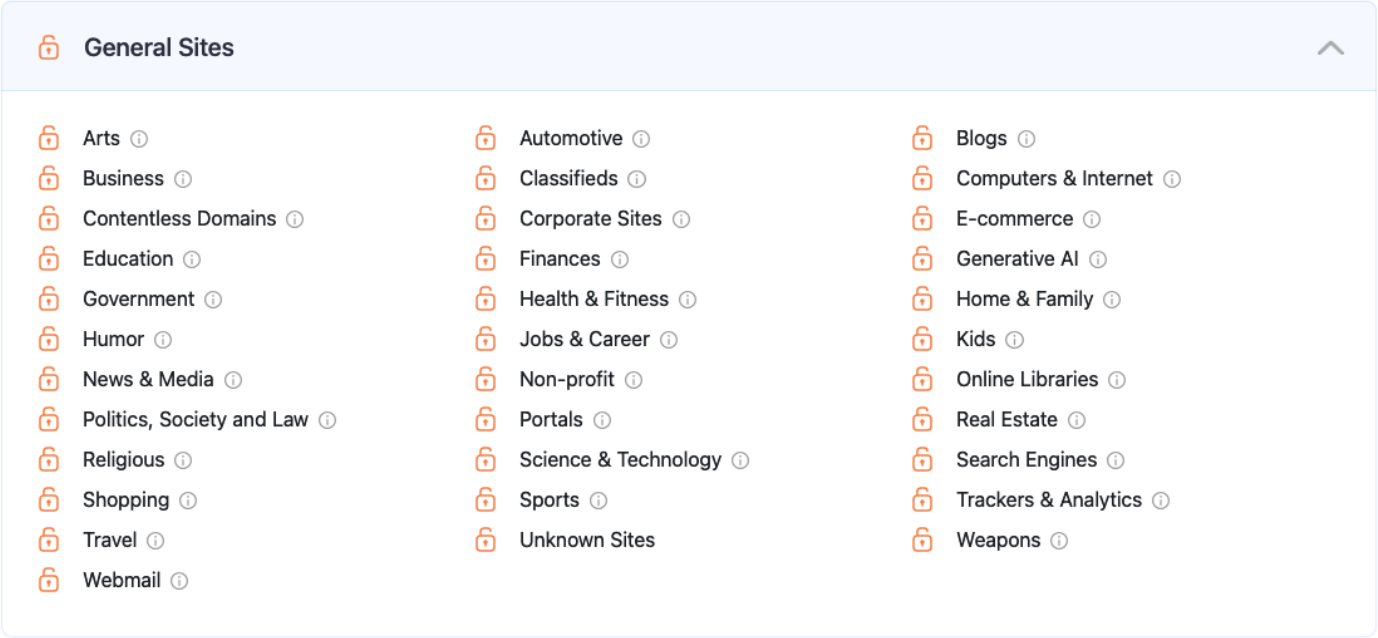 General Sites
Arts
Automotive
Blogs
Business
Classifieds
Computers & Internet
Contentless Domains
Corporate Sites
E-commerce
Education
Finances
Generative AI
Government
Health & Fitness
Home & Family
Humor
Jobs & Career
Kids
News & Media
Non-profit
Online Libraries
Politics, Society and Law
Portals
Real Estate
Religious
Science & Technology
Search Engines
Shopping
Sports
Trackers & Analytics
Travel
Unknown Sites
Weapons
Webmail